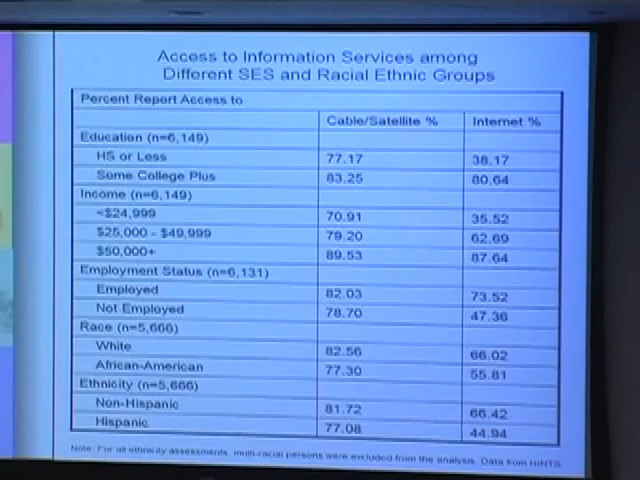 Access to Information Services among
Different SES and Racial Ethnic Groups
Percent Report Access to
Cable/Satellite % Internet %
Education (n=6,149)
HS or Less 77.17 38.17
Some College Plus 83.25 80.64
Income (n=6,149)
<$24,999 70.91 35.52
$25,000 - $49,999 79.20 62.69
$50,000+ 89.53 87.64
Employment Status (n=6,131)
Employed 82.03 73.52
Not Employed 78.70 47.36
Race (n=5,666)
White 82.56 66.02
African-American 77.30 55.81
Ethnicity (n=5,666)
Non-Hispanic 81.72 66.42
Hispanic 77.08 44.94
Note: For all ethnicity assessments, multi-racial persons were excluded from the analysis. Data from HINTS